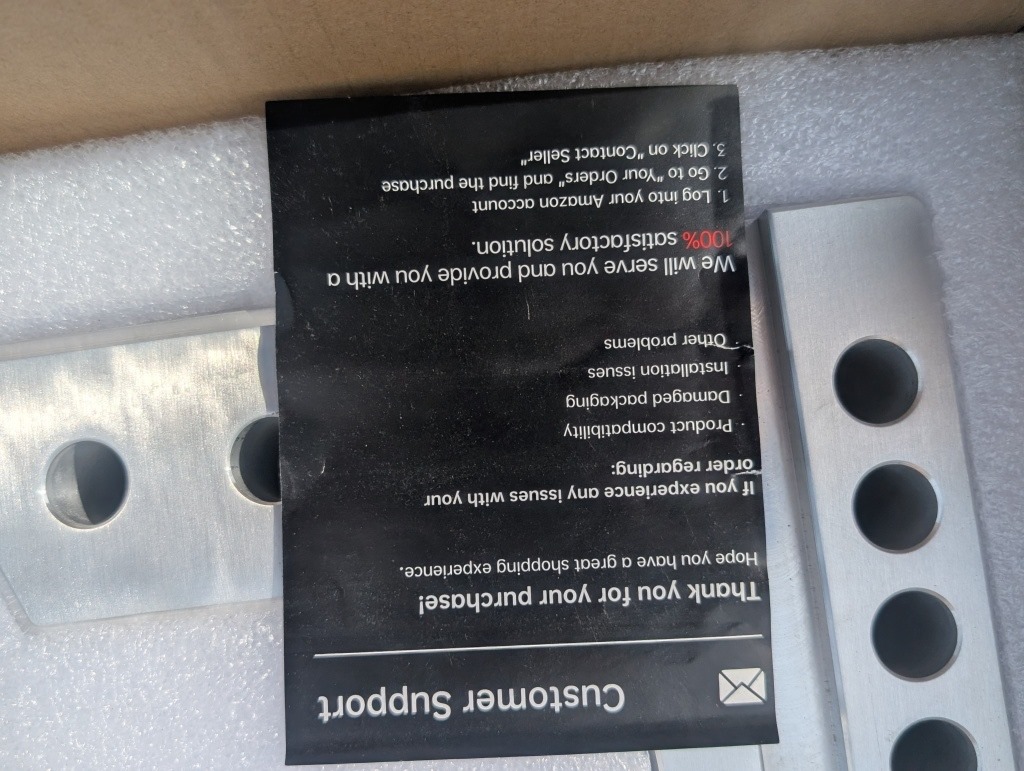 Customer Support
Thank you for your purchase!
Hope you have a great shopping experience.
If you experience any issues with your
order regarding:
· Product compatibility
· Damaged packaging
· Installation issues
· Other problems
We will serve you and provide you with a
100% satisfactory solution.
1. Log into your Amazon account
2. Go to "Your Orders" and find the purchase
3. Click on "Contact Seller"